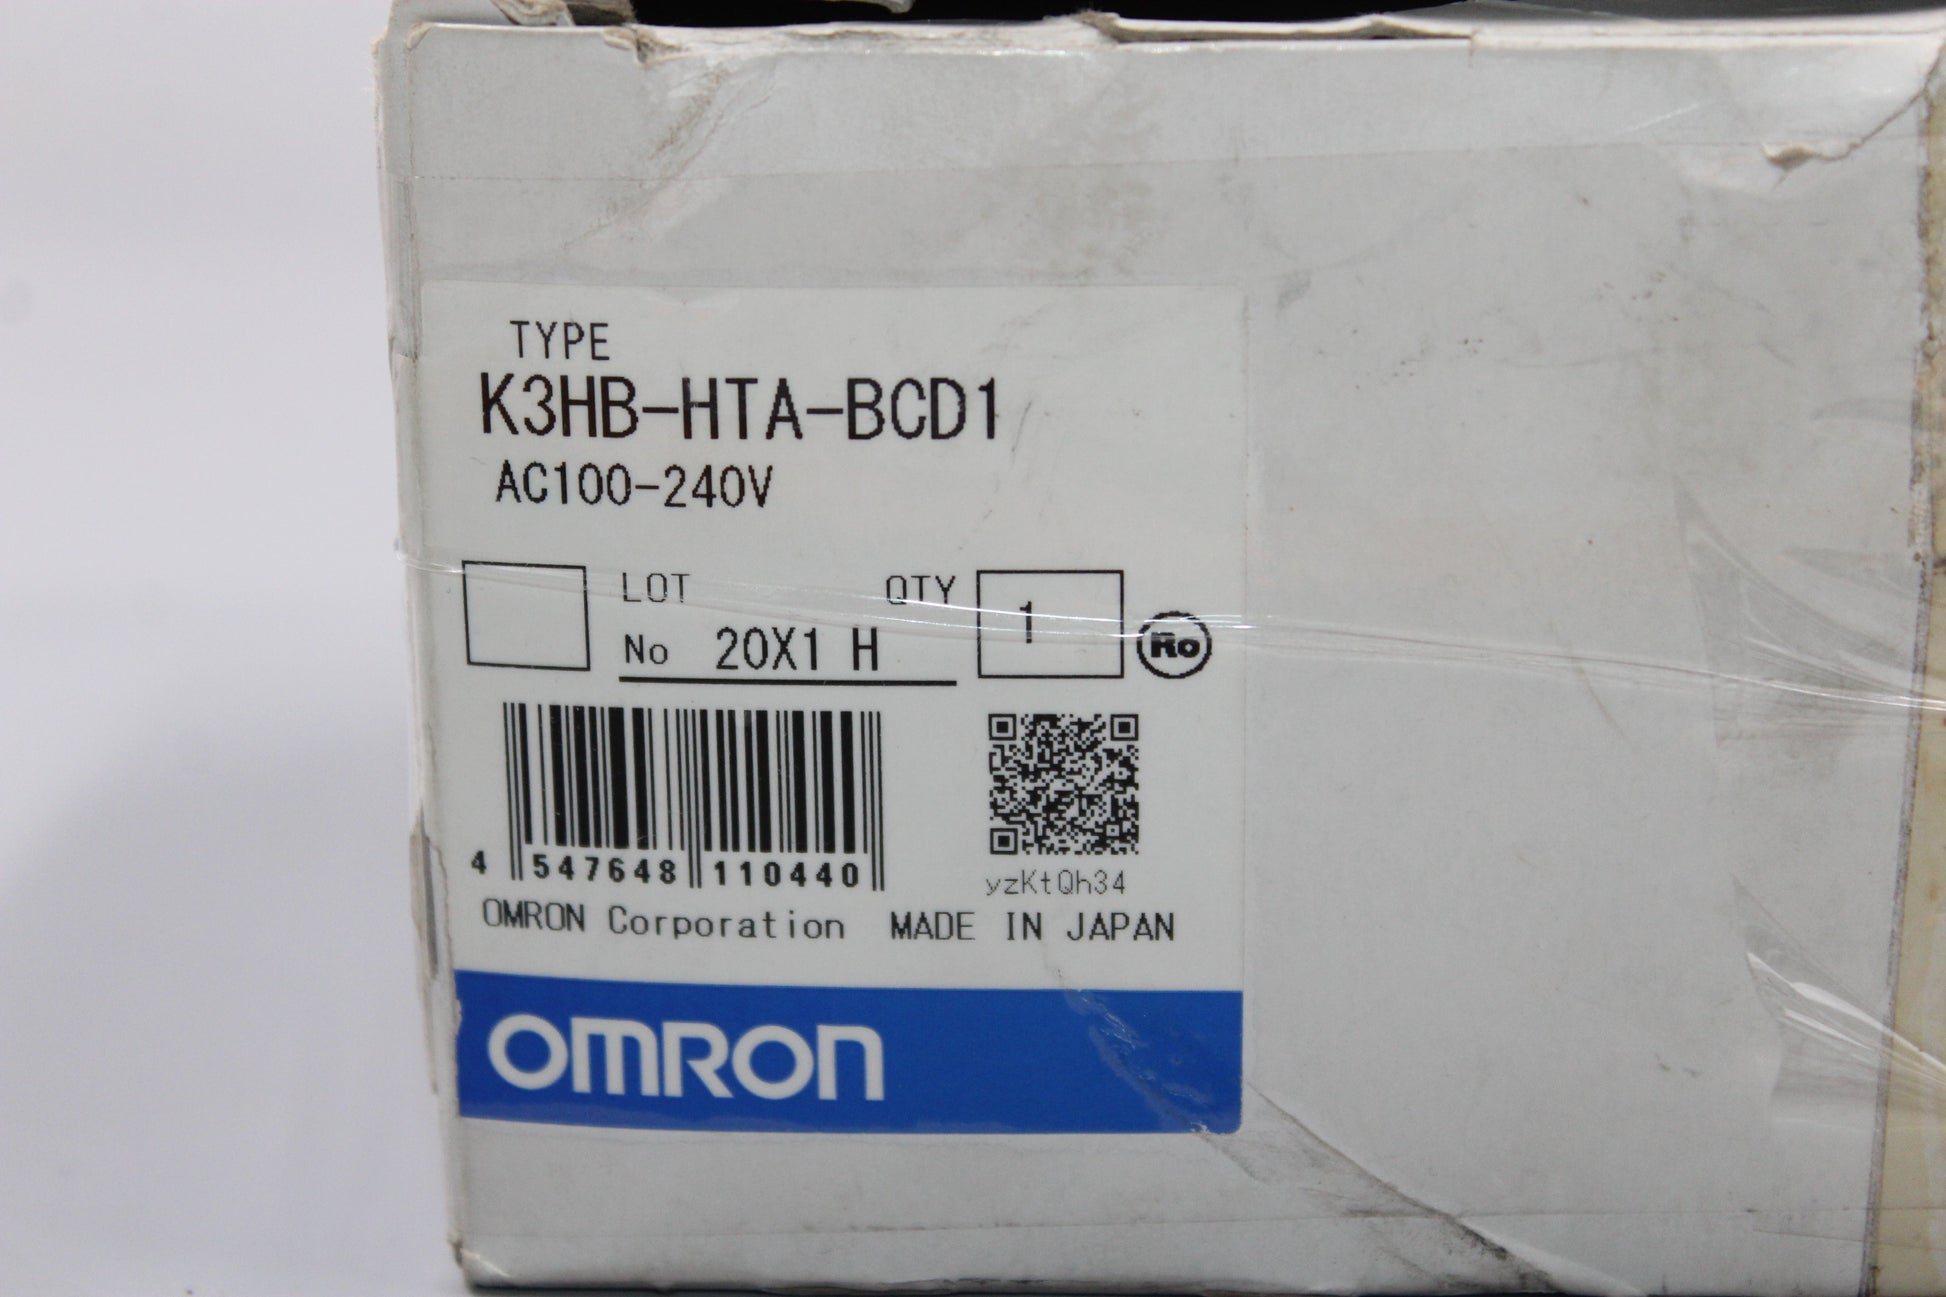 TYPE
K3HB-HTA-BCD1
AC100-240V
LOT QTY
No 20X1 H 1 Ro
4 547648 110440
yzKtQh34
OMRON Corporation MADE IN JAPAN
OMRON